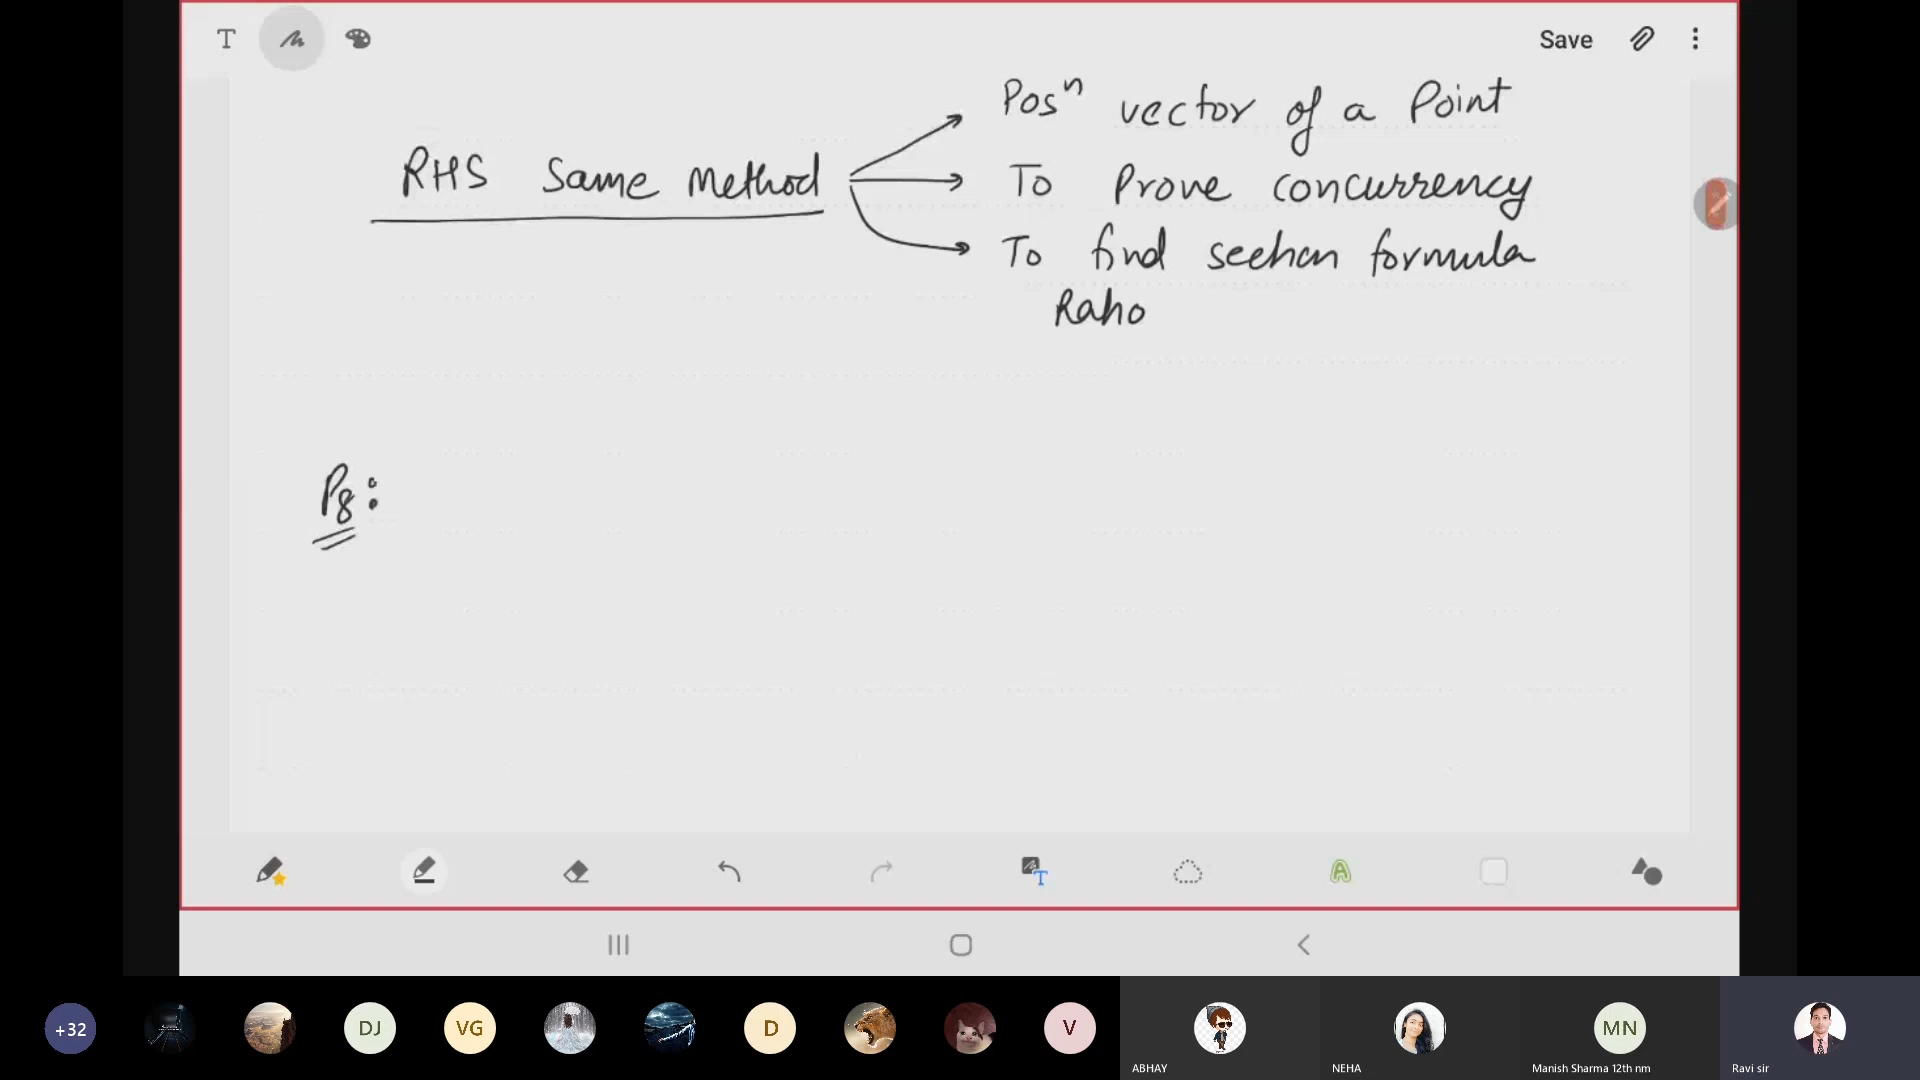 T
Save
Posⁿ vector of a Point
RHS Same Method
To Prove concurrency
To find section formula
Ratio
P8:
T
A
+32
DJ
VG
D
V
MN
ABHAY
NEHA
Manish Sharma 12th nm
Ravi sir